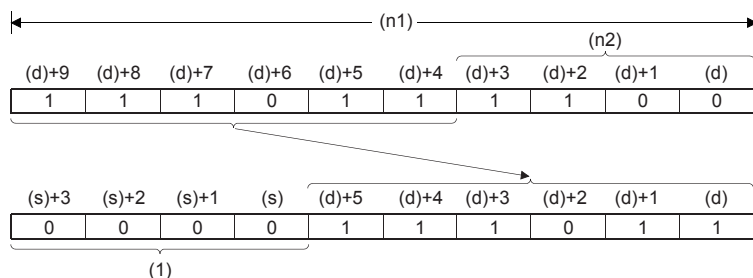 (n1)
(n2)
(d)+9 (d)+8 (d)+7 (d)+6 (d)+5 (d)+4 (d)+3 (d)+2 (d)+1 (d)
1 1 1 0 1 1 1 1 0 0
(s)+3 (s)+2 (s)+1 (s) (d)+5 (d)+4 (d)+3 (d)+2 (d)+1 (d)
0 0 0 0 1 1 1 0 1 1
(1)